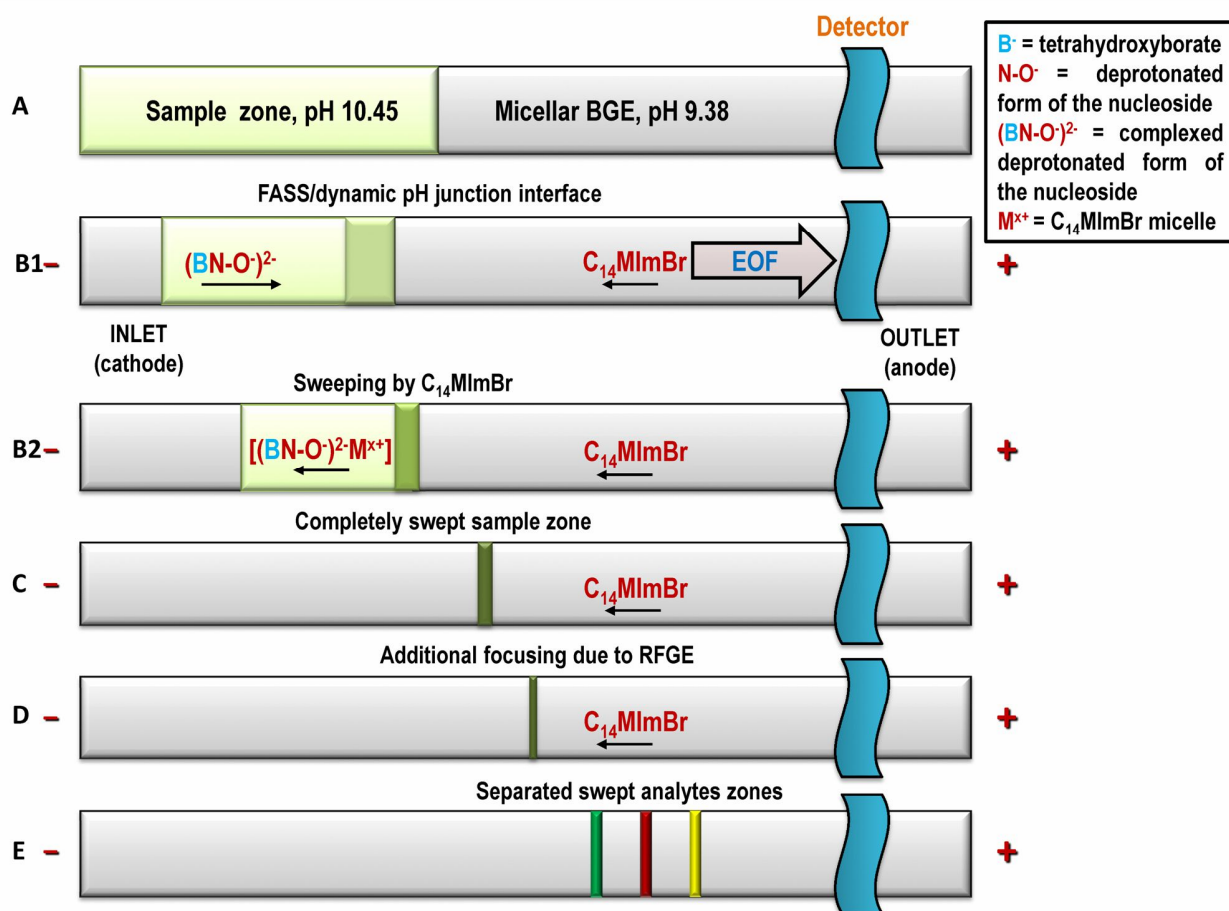 Detector
B⁻ = tetrahydroxyborate
N-O⁻ = deprotonated
form of the nucleoside
(BN-O⁻)²⁻ = complexed
deprotonated form of
the nucleoside
Mˣ⁺ = C₁₄MImBr micelle
A
Sample zone, pH 10.45
Micellar BGE, pH 9.38
FASS/dynamic pH junction interface
B1
–
(BN-O⁻)²⁻
C₁₄MImBr
EOF
+
INLET
(cathode)
OUTLET
(anode)
Sweeping by C₁₄MImBr
B2
–
[(BN-O⁻)²⁻Mˣ⁺]
C₁₄MImBr
+
Completely swept sample zone
C
–
C₁₄MImBr
+
Additional focusing due to RFGE
D
–
C₁₄MImBr
+
Separated swept analytes zones
E
–
+